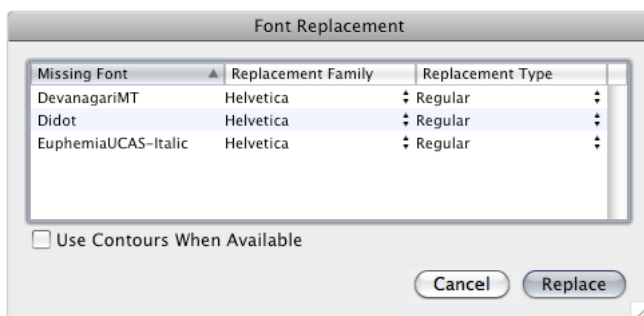 Font Replacement
Missing Font Replacement Family Replacement Type
DevanagariMT Helvetica Regular
Didot Helvetica Regular
EuphemiaUCAS-Italic Helvetica Regular
Use Contours When Available
Cancel Replace